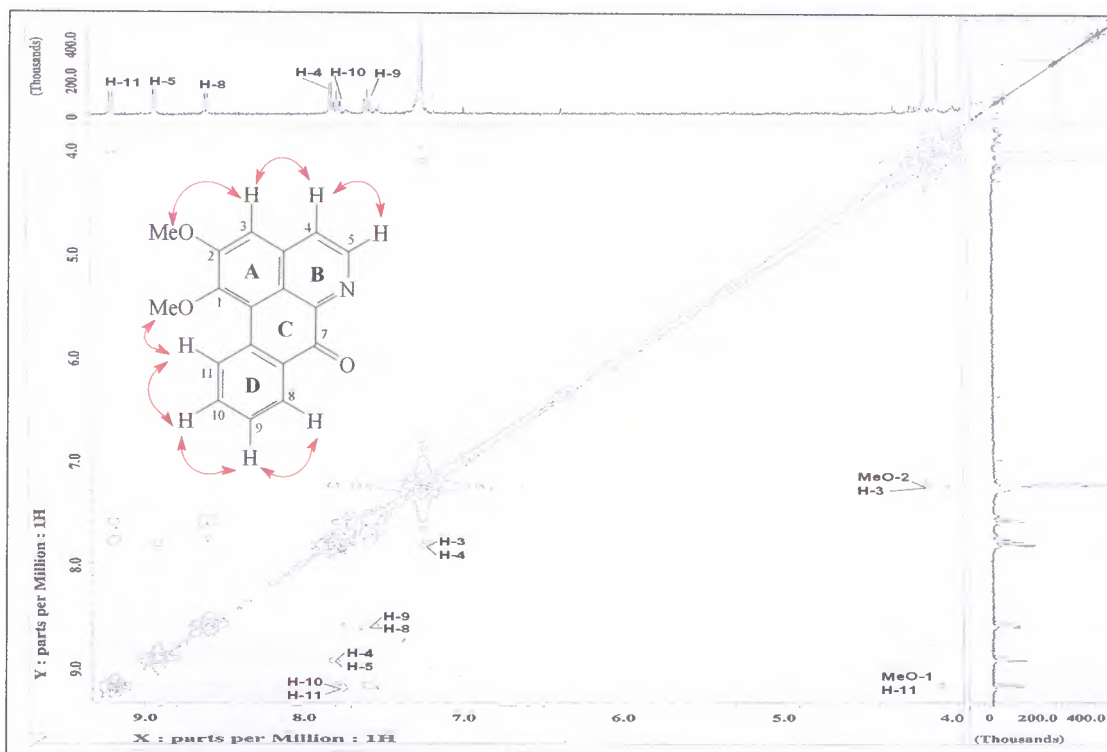 (Thousands)
0 200.0 400.0
H-11 H-5 H-8 H-4 H-10 H-9
4.0
5.0
6.0
7.0
8.0
9.0
Y : parts per Million : 1H
H H
3 4 5 H
MeO 2
A B
MeO 1 N
C 7
H O
11 D 8
H 10 9 H
H
MeO-2
H-3
H-3
H-4
H-9
H-8
H-4
H-5
H-10
H-11
MeO-1
H-11
9.0 8.0 7.0 6.0 5.0 4.0 0 200.0 400.0
X : parts per Million : 1H (Thousands)